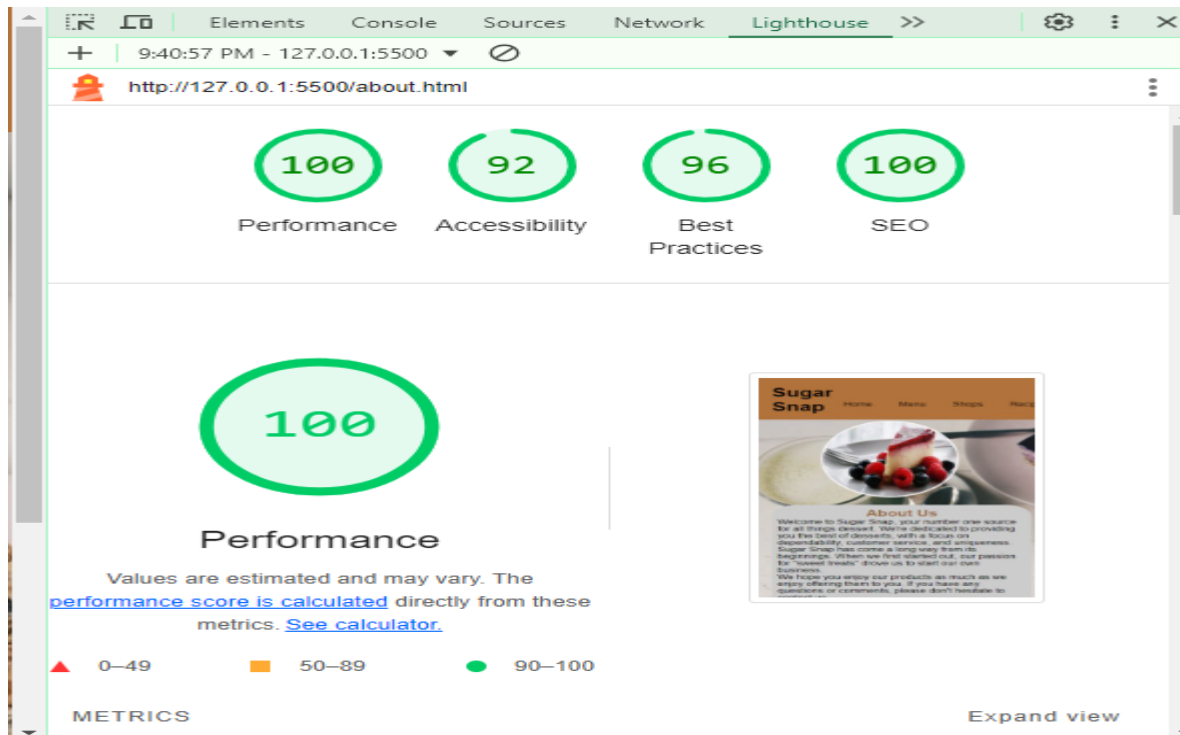 Elements Console Sources Network Lighthouse >>
9:40:57 PM - 127.0.0.1:5500
http://127.0.0.1:5500/about.html
100 92 96 100
Performance Accessibility Best Practices SEO
100
Performance
Values are estimated and may vary. The
performance score is calculated directly from these
metrics. See calculator.
0–49 50–89 90–100
METRICS Expand view
Sugar
Snap Home Menu Shops
About Us
Welcome to Sugar Snap, your number one source
for all things dessert. We're dedicated to providing
you the best of desserts, with a focus on
dependability, customer service, and uniqueness.
Sugar Snap has come a long way from its
beginnings. When we first started out, our passion
for "sweet treats" drove us to start our own
business.
We hope you enjoy our products as much as we
enjoy offering them to you. If you have any
questions or comments, please don't hesitate to